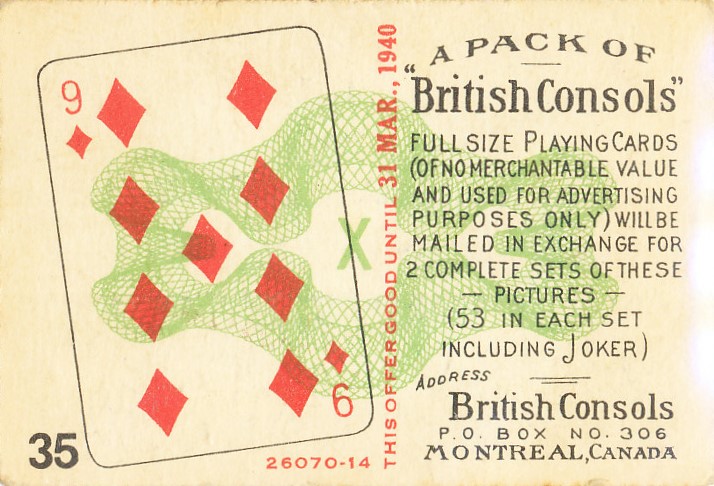 9
A PACK OF
"British Consols"
FULL SIZE PLAYING CARDS
(OF NO MERCHANTABLE VALUE
AND USED FOR ADVERTISING
PURPOSES ONLY) WILL BE
MAILED IN EXCHANGE FOR
2 COMPLETE SETS OF THESE
— PICTURES —
(53 IN EACH SET
INCLUDING JOKER)
ADDRESS
British Consols
P.O. BOX NO. 306
MONTREAL, CANADA
THIS OFFER GOOD UNTIL 31 MAR., 1940
X
9
35
26070-14